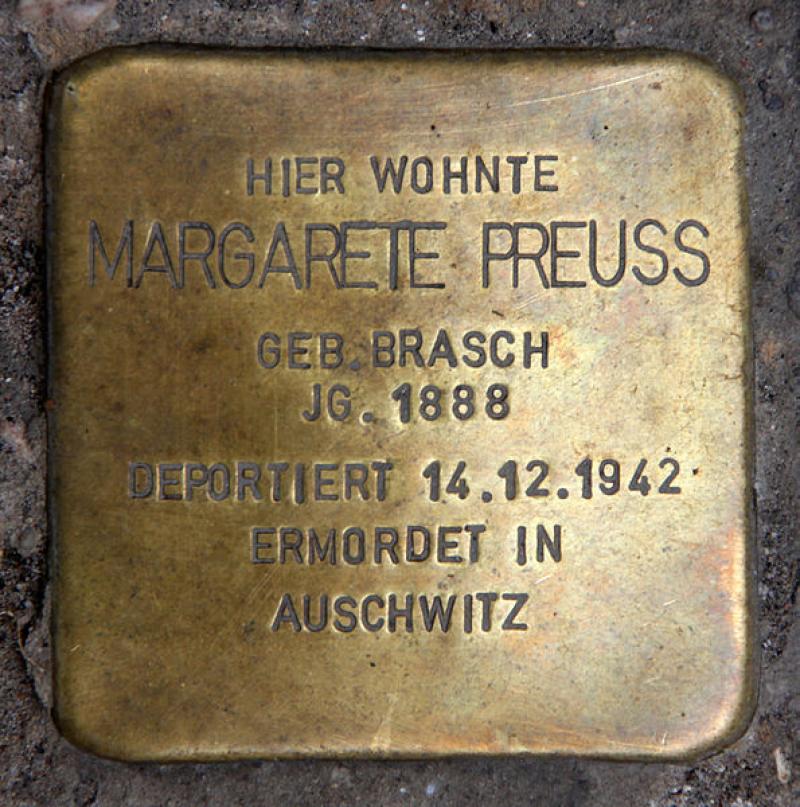 HIER WOHNTE
MARGARETE PREUSS
GEB. BRASCH
JG. 1888
DEPORTIERT 14.12.1942
ERMORDET IN
AUSCHWITZ